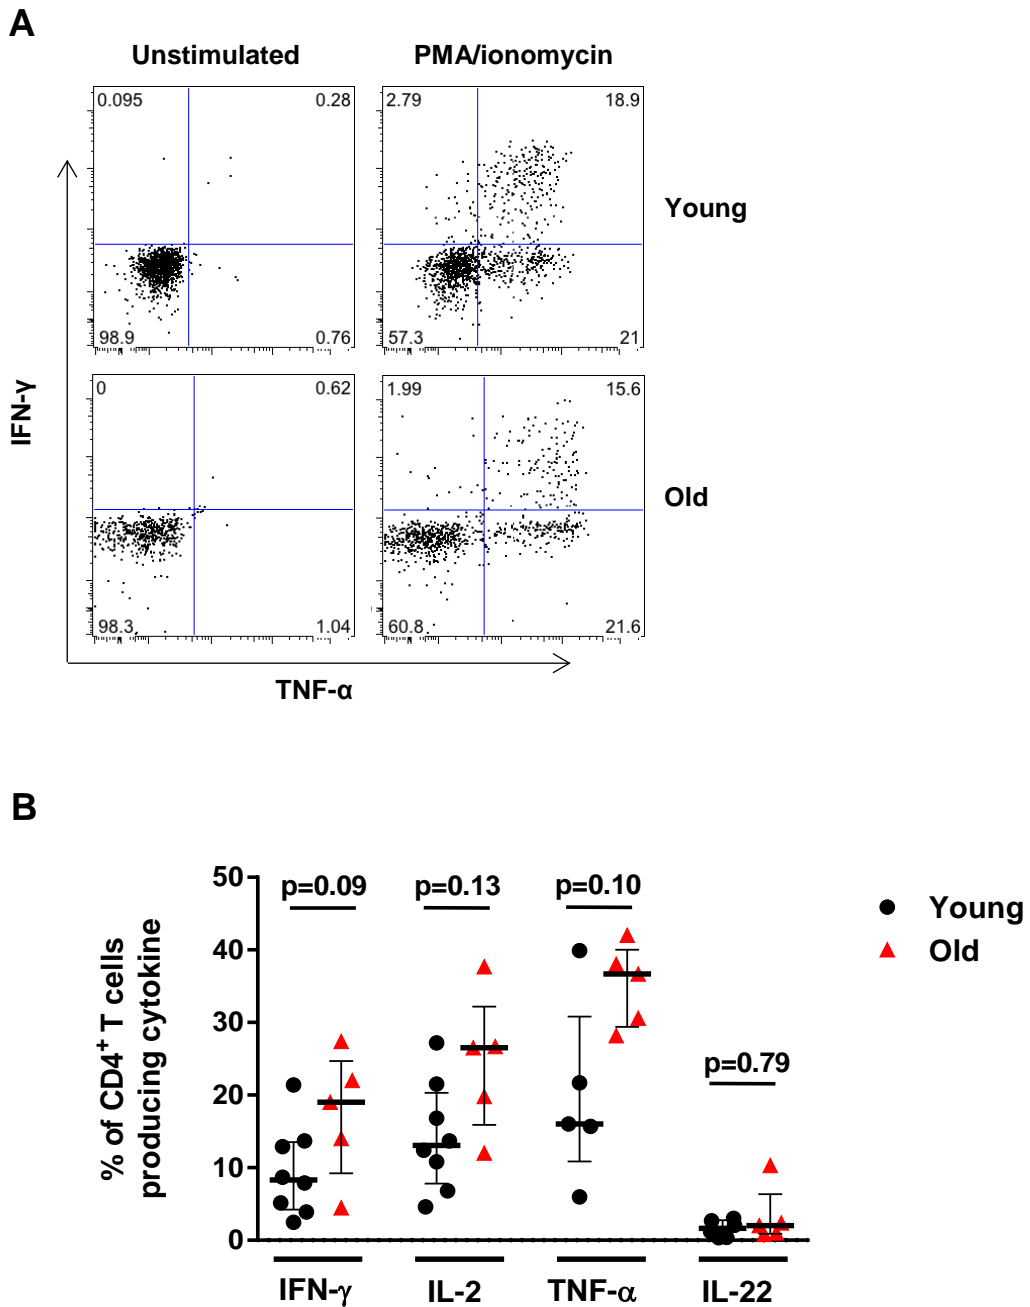 A
Unstimulated PMA/ionomycin
0.095 0.28 2.79 18.9
Young
98.9 0.76 57.3 21
0 0.62 1.99 15.6
IFN-γ
Old
98.3 1.04 60.8 21.6
TNF-α
B
50
p=0.09 p=0.13 p=0.10
Young
40
Old
% of CD4⁺ T cells
producing cytokine
30
p=0.79
20
10
0
IFN-γ IL-2 TNF-α IL-22